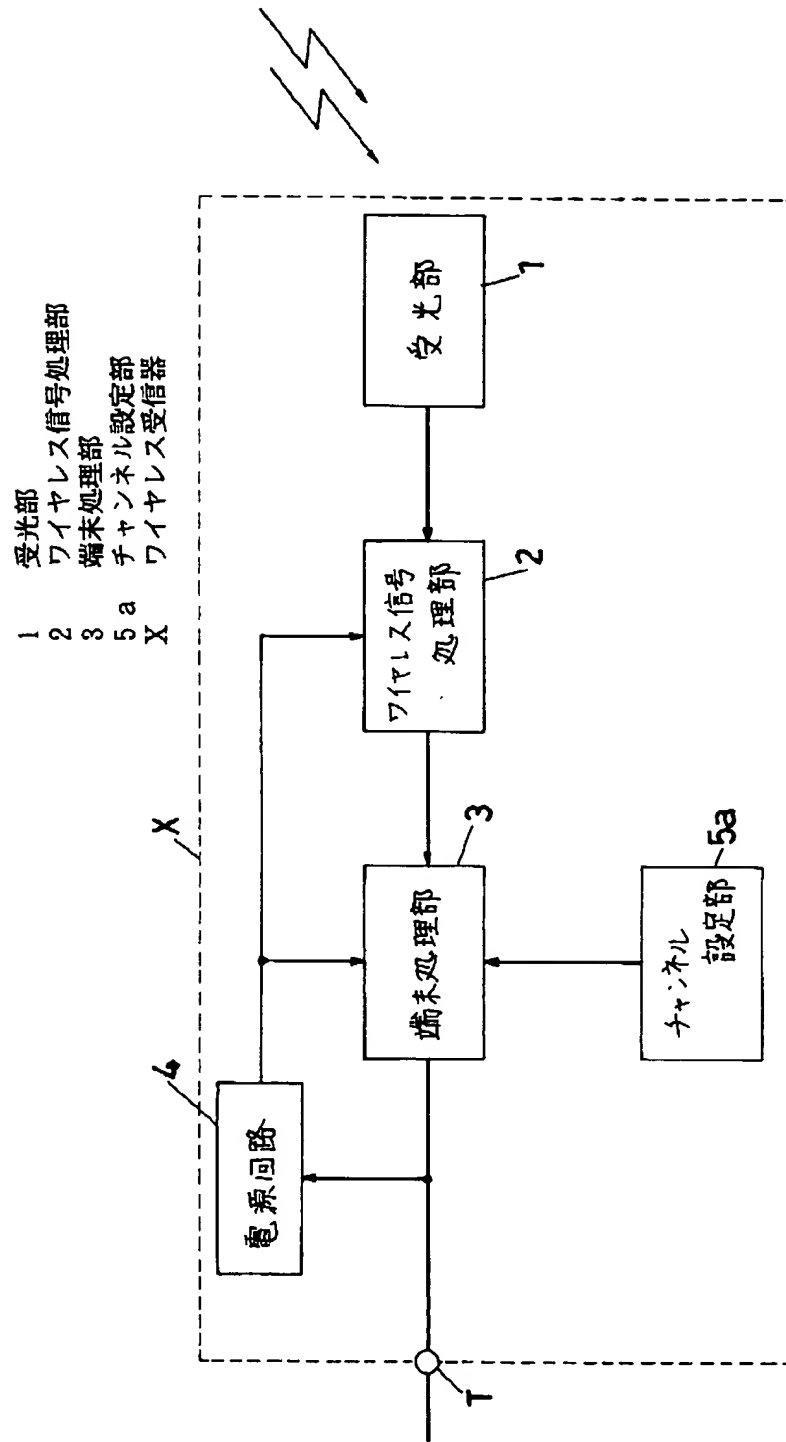 1 受光部
2 ワイヤレス信号処理部
3 端末処理部
5a チャンネル設定部
X ワイヤレス受信器
X
4
電源回路
T
端末処理部
3
ワイヤレス信号
処理部
2
受光部
1
チャンネル
設定部
5a